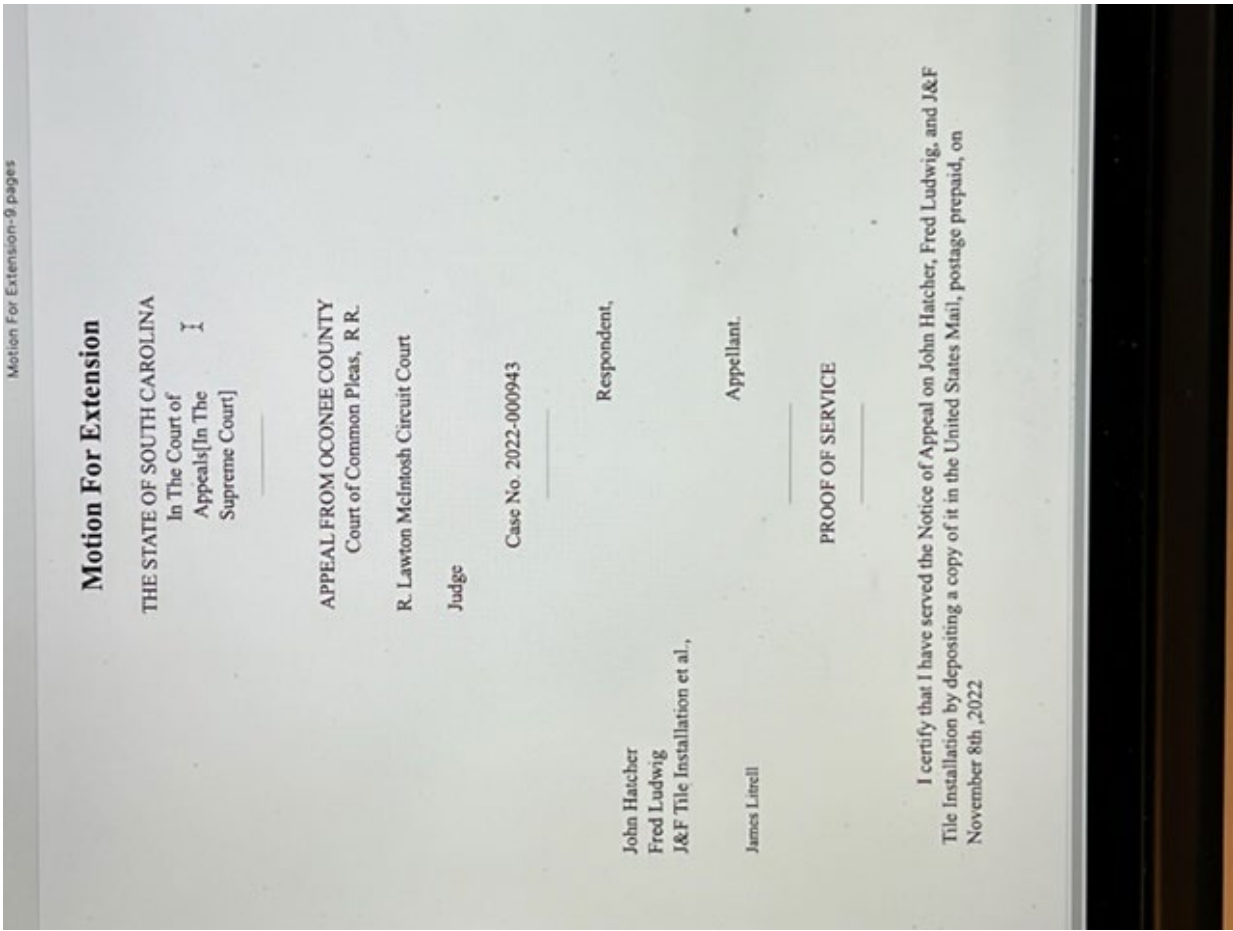 Motion For Extension-9.pages
Motion For Extension
THE STATE OF SOUTH CAROLINA
In The Court of
Appeals[In The
Supreme Court]
APPEAL FROM OCONEE COUNTY
Court of Common Pleas, R R.
R. Lawton McIntosh Circuit Court
Judge
Case No. 2022-000943
Respondent,
John Hatcher
Fred Ludwig
J&F Tile Installation et al.,
Appellant.
James Litrell
PROOF OF SERVICE
I certify that I have served the Notice of Appeal on John Hatcher, Fred Ludwig, and J&F
Tile Installation by depositing a copy of it in the United States Mail, postage prepaid, on
November 8th ,2022